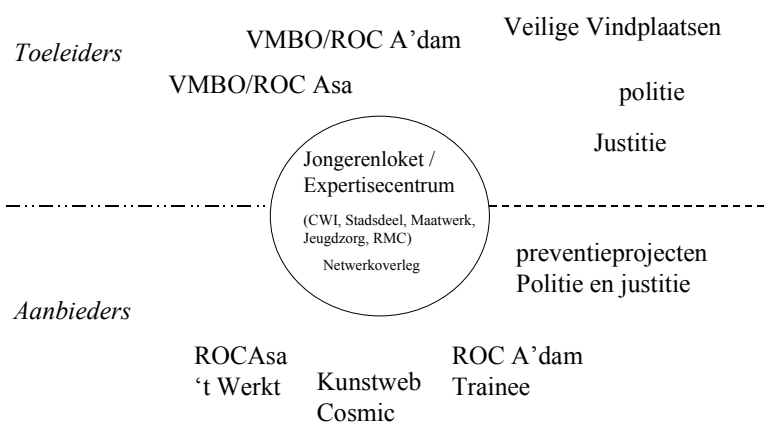 Toeleiders
VMBO/ROC A’dam
Veilige Vindplaatsen
VMBO/ROC Asa
politie
Justitie
Jongerenloket /
Expertisecentrum
(CWI, Stadsdeel, Maatwerk,
Jeugdzorg, RMC)
Netwerkoverleg
preventieprojecten
Politie en justitie
Aanbieders
ROCAsa
‘t Werkt
Kunstweb
Cosmic
ROC A’dam
Trainee